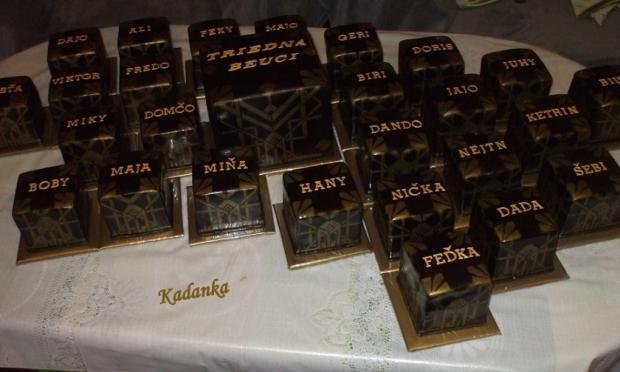 DAJO
ALI
FEKY
MAJO
GERI
DORIS
JUHY
VIKTOR
FREDO
TRIEDNA
BEUCI
BIRI
JAJO
MIKY
DOMČO
DANDO
NEJTN
KETRIN
BOBY
MAJA
MIŇA
HANY
NIČKA
DADA
ŠEBI
FEĎKA
Kadanka